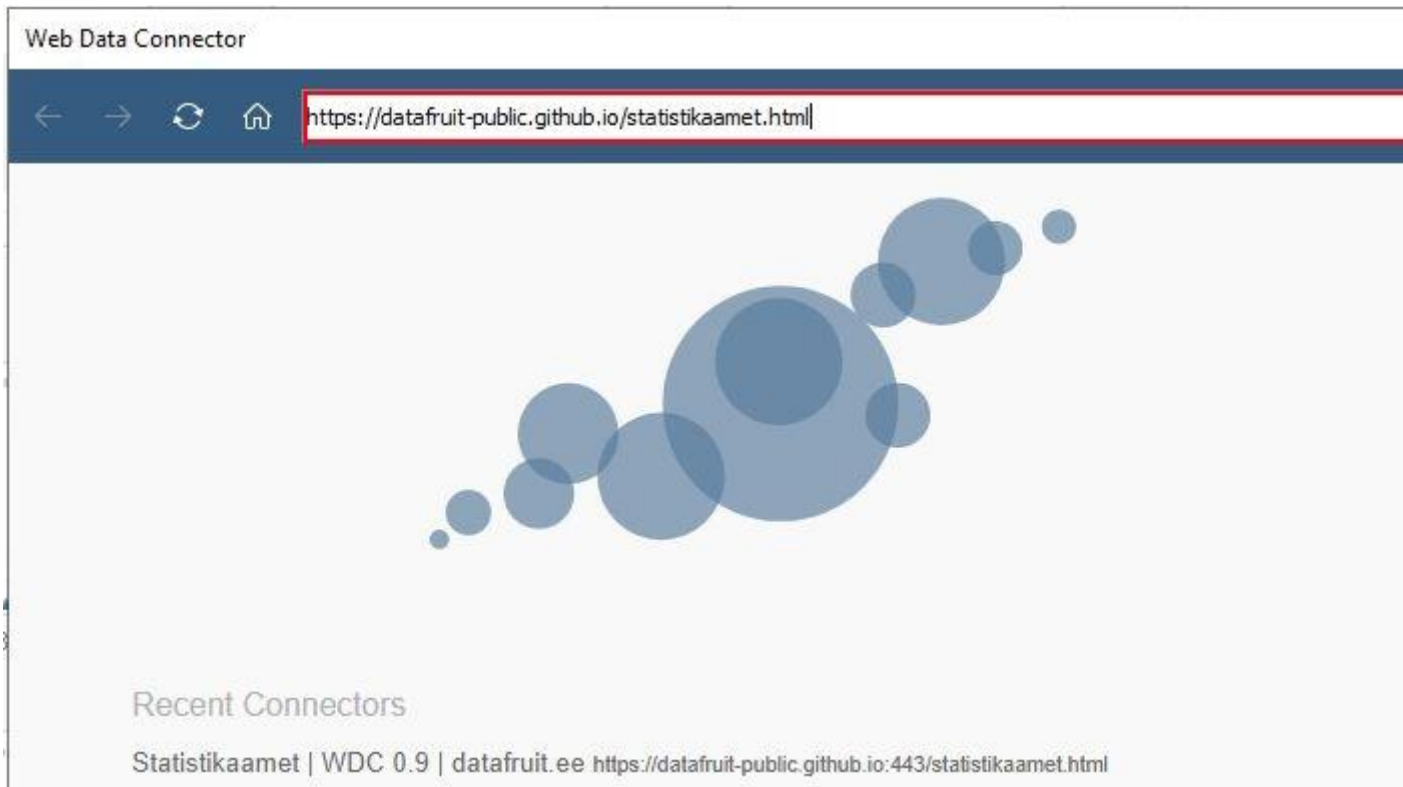 Web Data Connector
https://datafruit-public.github.io/statistikaamet.html
Recent Connectors
Statistikaamet | WDC 0.9 | datafruit.ee https://datafruit-public.github.io:443/statistikaamet.html